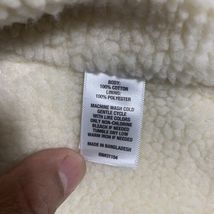 BODY:
100% COTTON
LINING:
100% POLYESTER
MACHINE WASH COLD
GENTLE CYCLE
WITH LIKE COLORS
ONLY NON-CHLORINE
BLEACH IF NEEDED
TUMBLE DRY LOW
WARM IRON IF NEEDED
MADE IN BANGLADESH